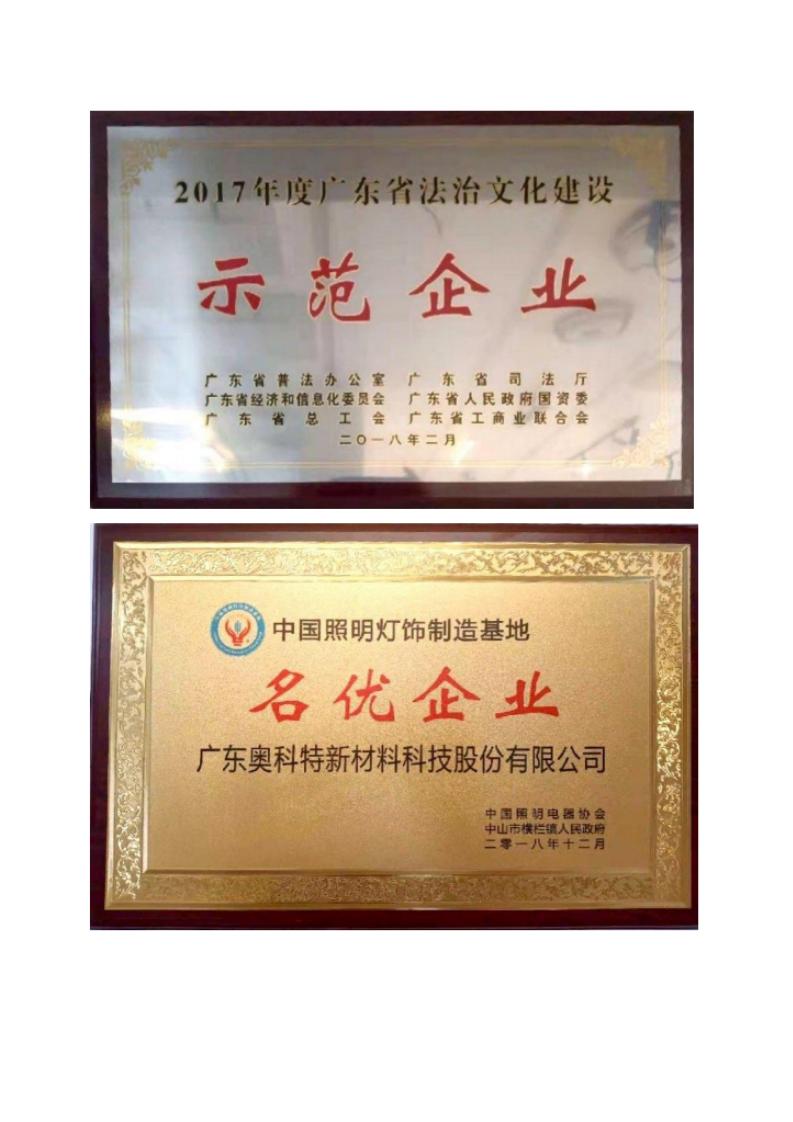 2017年度广东省法治文化建设
示范企业
广东省普法办公室 广东省司法厅
广东省经济和信息化委员会 广东省人民政府国资委
广东省总工会 广东省工商业联合会
二〇一八年二月
中国照明灯饰制造基地
名优企业
广东奥科特新材料科技股份有限公司
中国照明电器协会
中山市横栏镇人民政府
二零一八年十二月